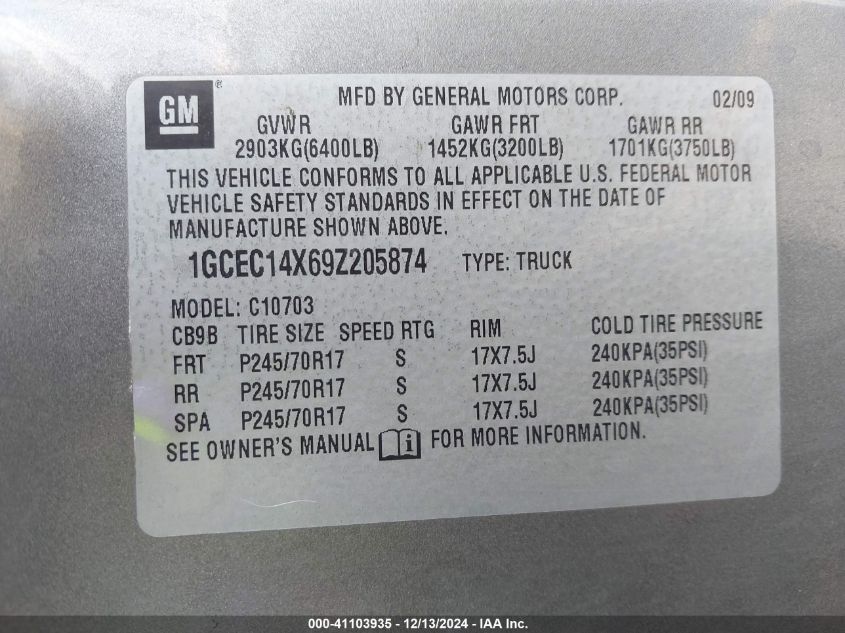 GM ® MFD BY GENERAL MOTORS CORP. 02/09
GVWR GAWR FRT GAWR RR
2903KG(6400LB) 1452KG(3200LB) 1701KG(3750LB)
THIS VEHICLE CONFORMS TO ALL APPLICABLE U.S. FEDERAL MOTOR
VEHICLE SAFETY STANDARDS IN EFFECT ON THE DATE OF
MANUFACTURE SHOWN ABOVE.
1GCEC14X69Z205874 TYPE: TRUCK
MODEL: C10703
CB9B TIRE SIZE SPEED RTG RIM COLD TIRE PRESSURE
FRT P245/70R17 S 17X7.5J 240KPA(35PSI)
RR P245/70R17 S 17X7.5J 240KPA(35PSI)
SPA P245/70R17 S 17X7.5J 240KPA(35PSI)
SEE OWNER'S MANUAL i FOR MORE INFORMATION.
000-41103935 - 12/13/2024 - IAA Inc.